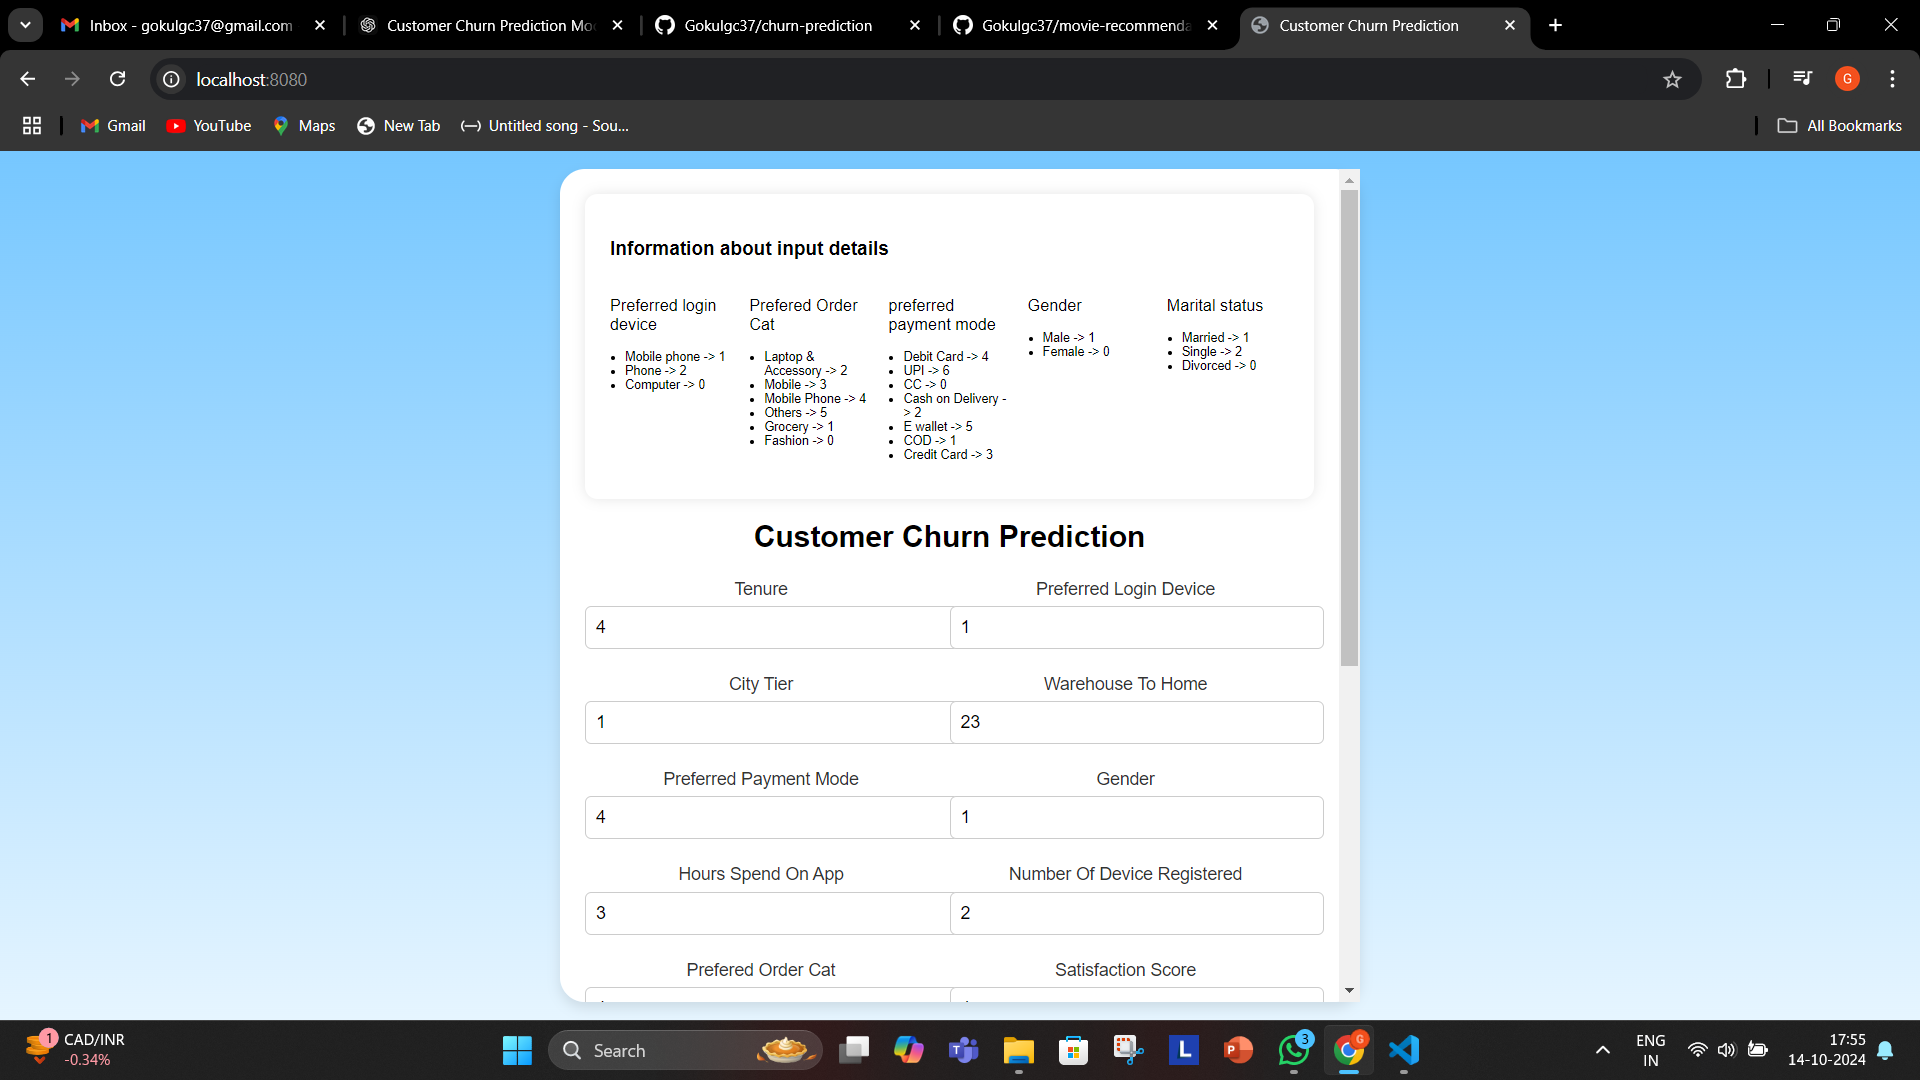 Inbox - gokulgc37@gmail.com
Customer Churn Prediction Mo
Gokulgc37/churn-prediction
Gokulgc37/movie-recommenda
Customer Churn Prediction
localhost:8080
G
Gmail
YouTube
Maps
New Tab
Untitled song - Sou...
All Bookmarks
Information about input details
Preferred login
device
Mobile phone -> 1
Phone -> 2
Computer -> 0
Prefered Order
Cat
Laptop &
Accessory -> 2
Mobile -> 3
Mobile Phone -> 4
Others -> 5
Grocery -> 1
Fashion -> 0
preferred
payment mode
Debit Card -> 4
UPI -> 6
CC -> 0
Cash on Delivery -
> 2
E wallet -> 5
COD -> 1
Credit Card -> 3
Gender
Male -> 1
Female -> 0
Marital status
Married -> 1
Single -> 2
Divorced -> 0
Customer Churn Prediction
Tenure
Preferred Login Device
4
1
City Tier
Warehouse To Home
1
23
Preferred Payment Mode
Gender
4
1
Hours Spend On App
Number Of Device Registered
3
2
Prefered Order Cat
Satisfaction Score
1
CAD/INR
-0.34%
Search
T
L
P
3
G
ENG
IN
17:55
14-10-2024